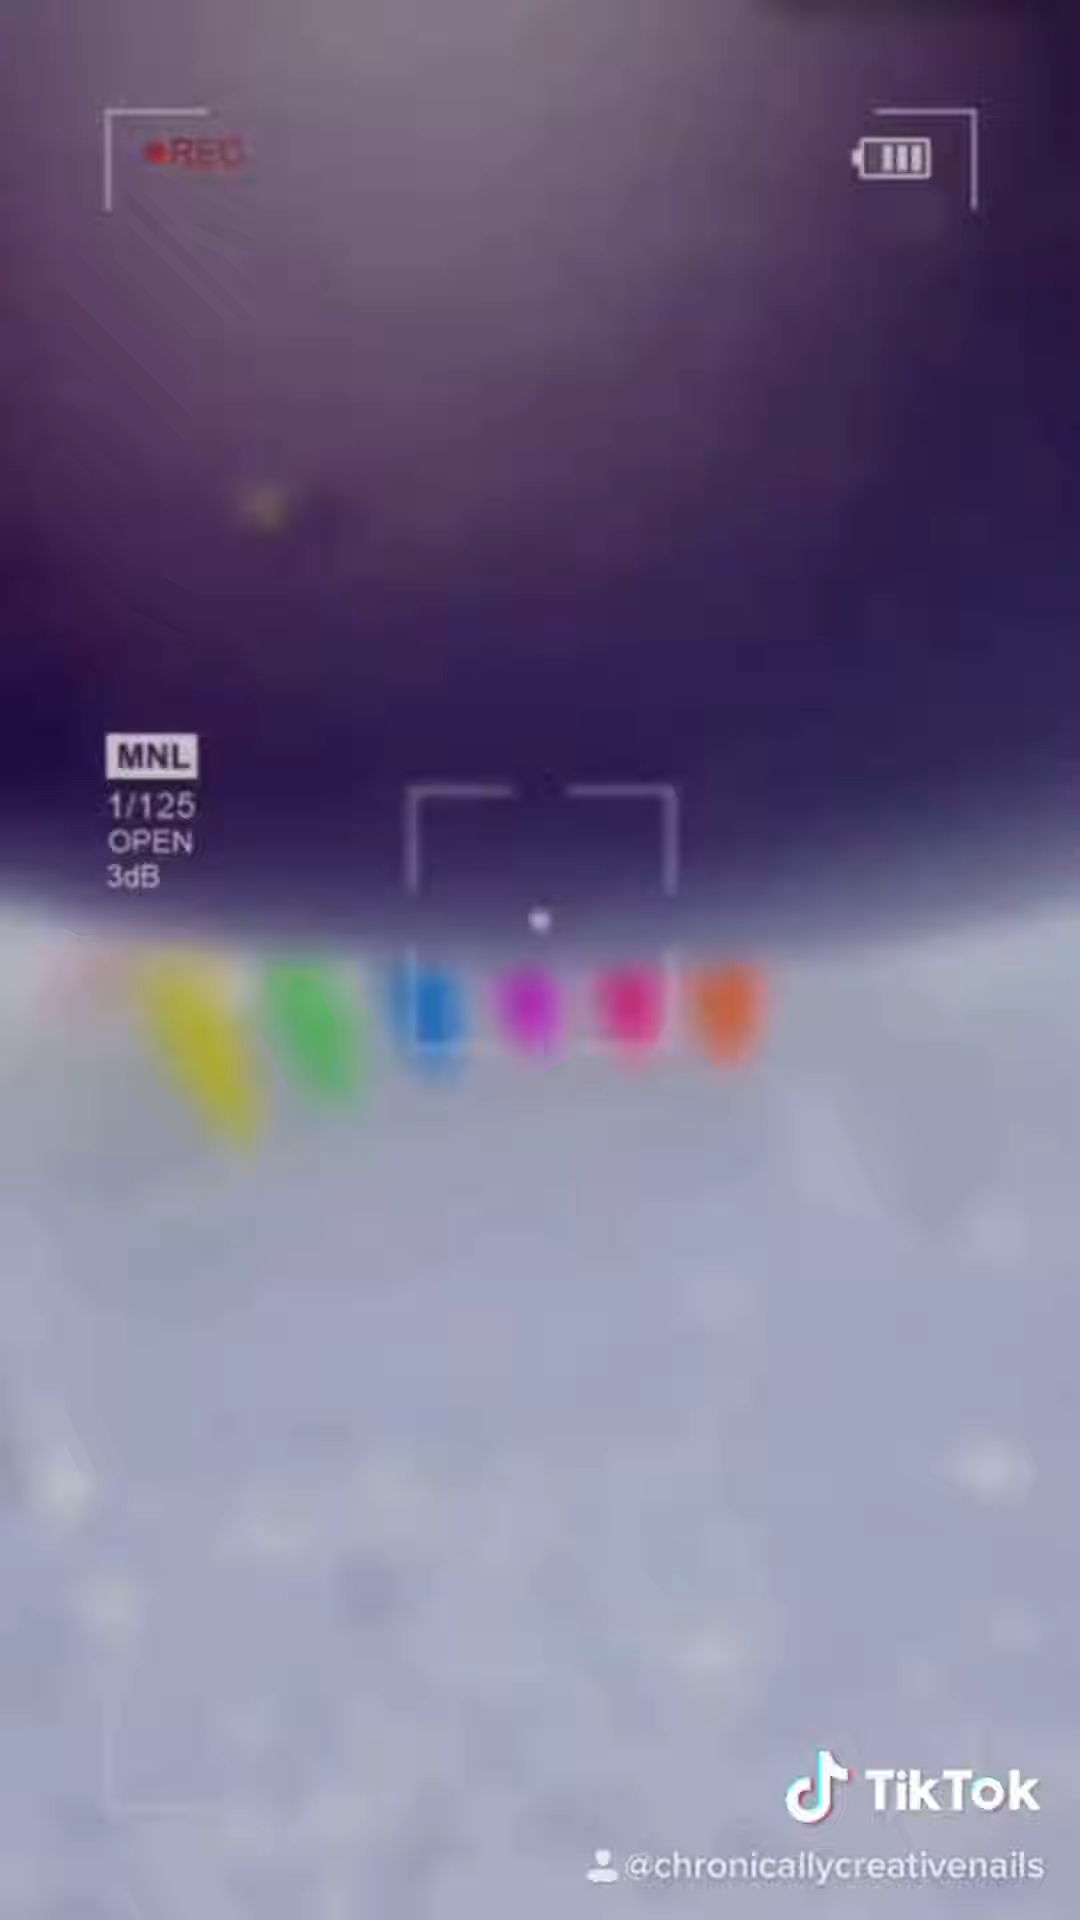 REC
MNL
1/125
OPEN
3dB
TikTok
@chronicallycreativenails